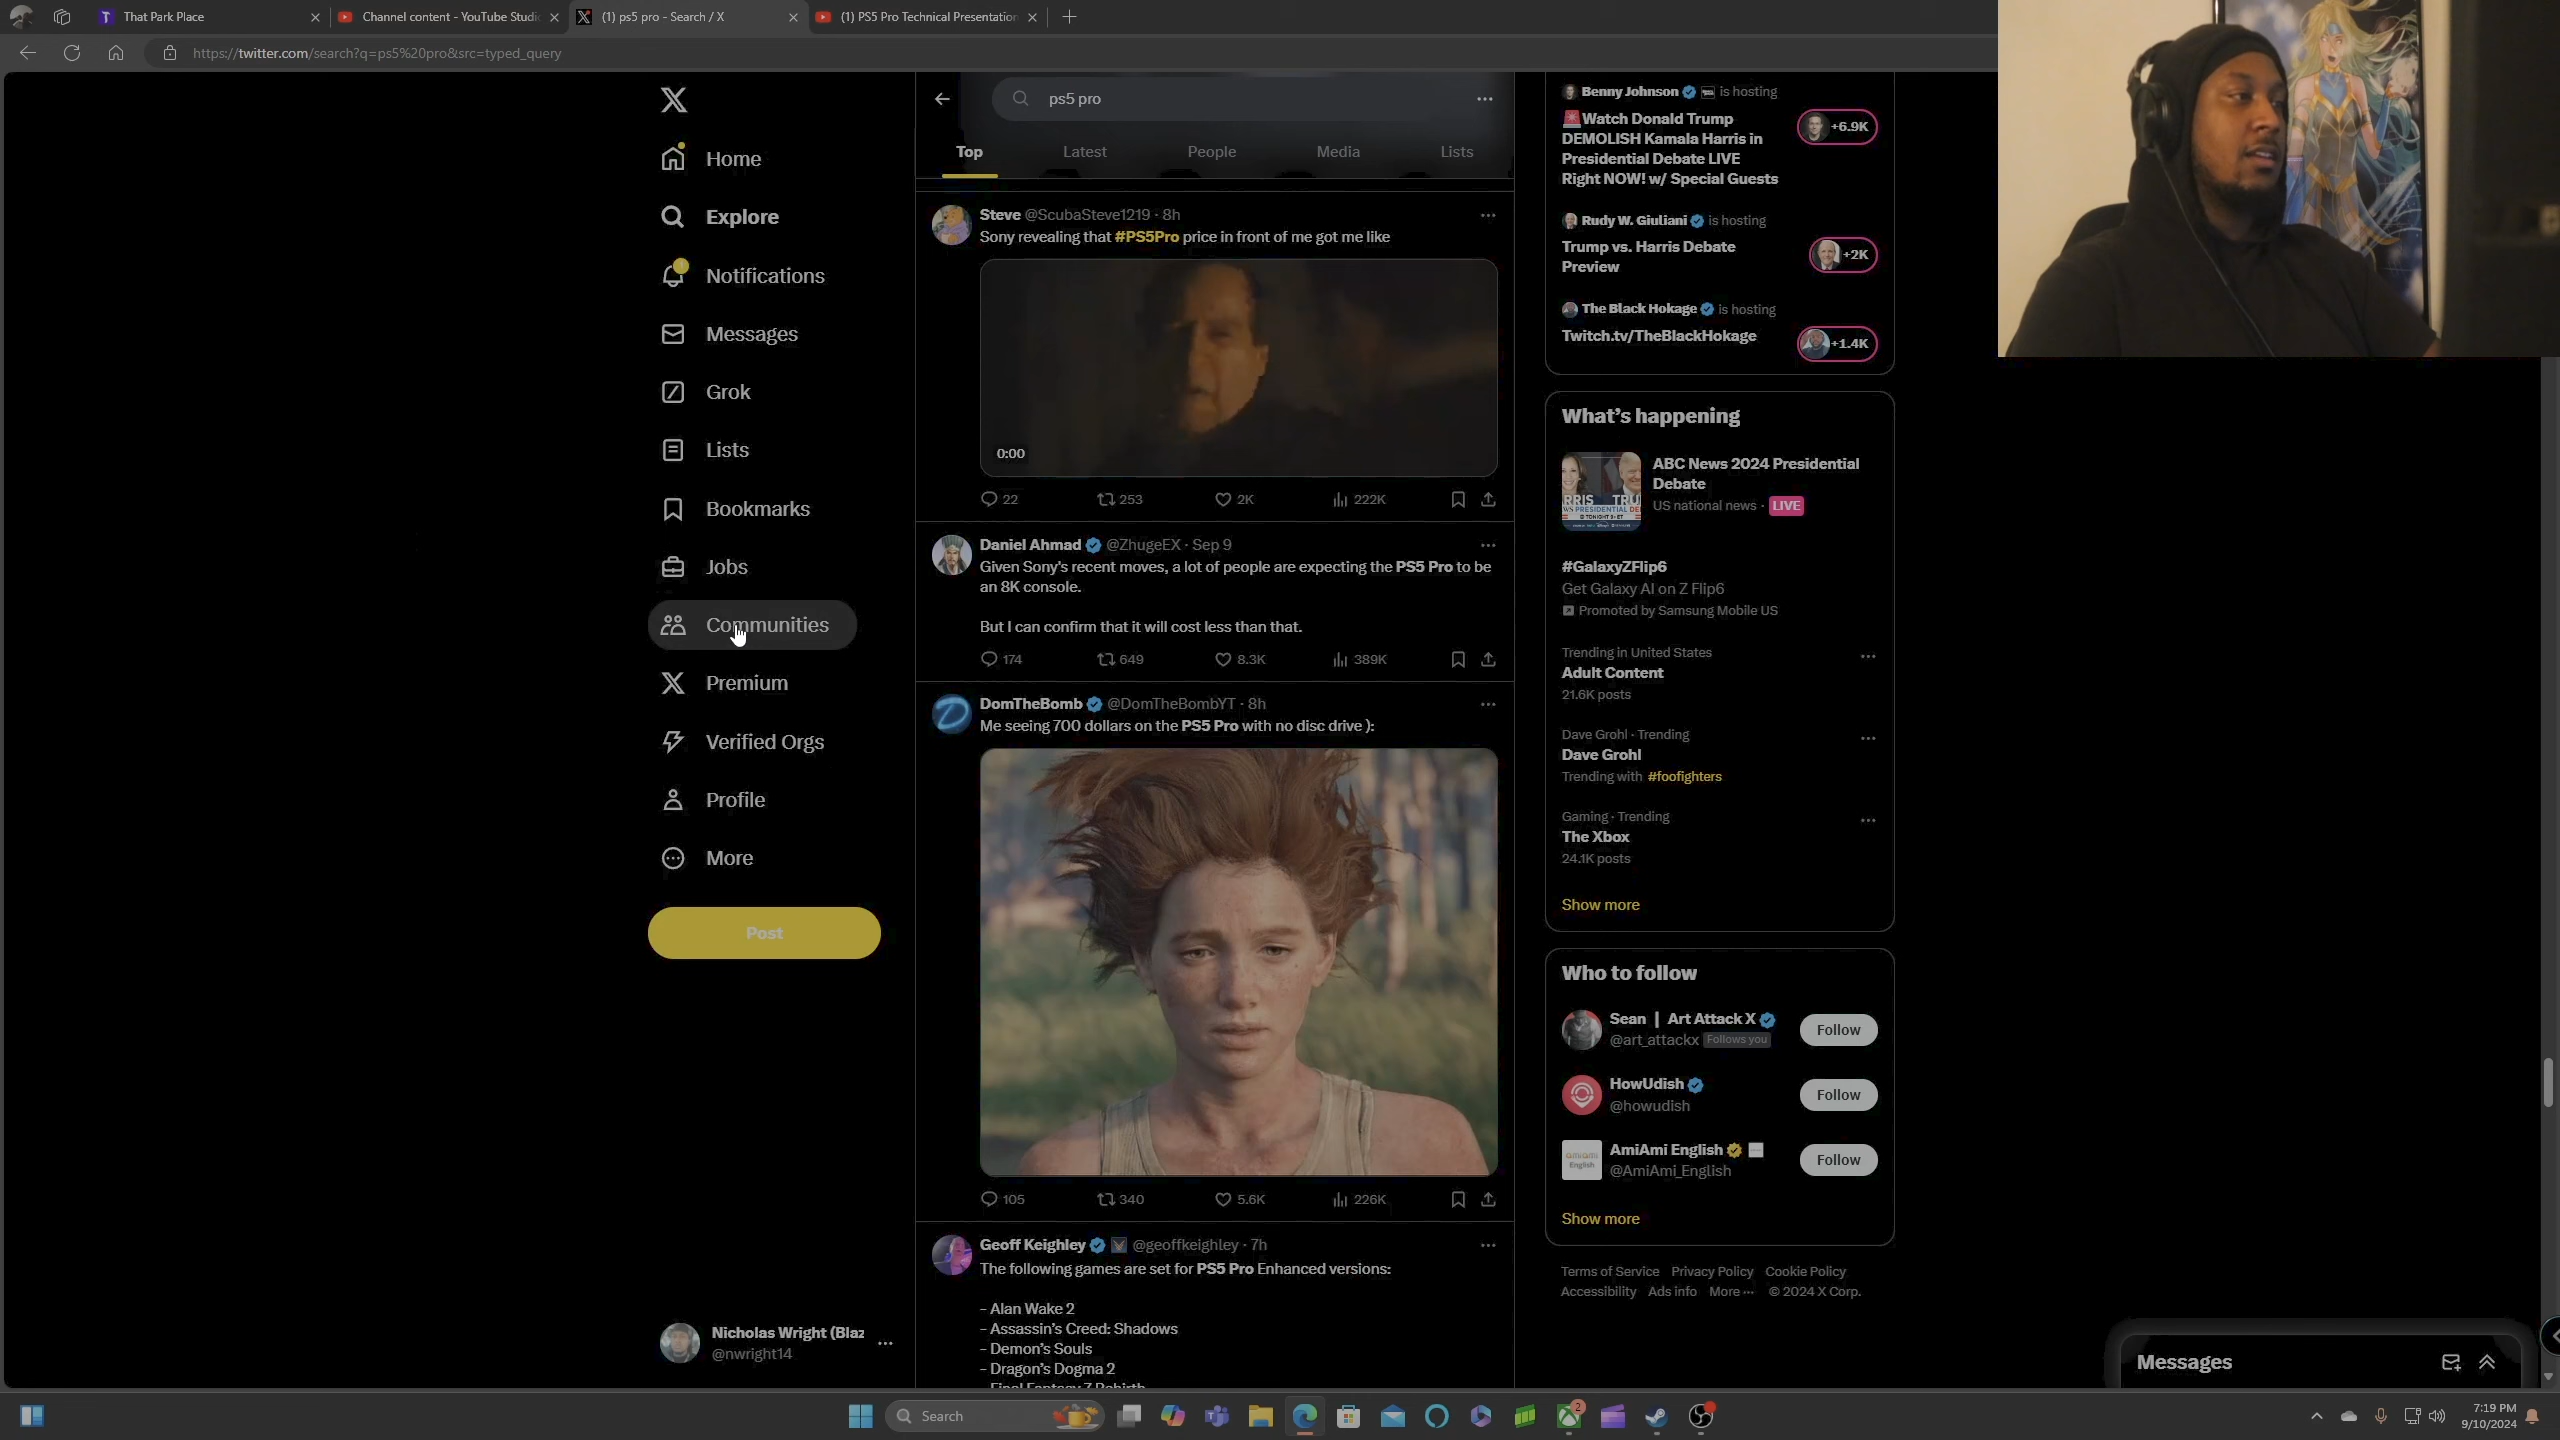 That Park Place
Channel content - YouTube Studi
(1) ps5 pro - Search / X
(1) PS5 Pro Technical Presentation
https://twitter.com/search?q=ps5%20pro&src=typed_query
Home
Explore
Notifications
Messages
Grok
Lists
Bookmarks
Jobs
Communities
Premium
Verified Orgs
Profile
More
Post
Nicholas Wright (Blaz
@nwright14
ps5 pro
Top
Latest
People
Media
Lists
Steve @ScubaSteve1219 · 8h
Sony revealing that #PS5Pro price in front of me got me like
0:00
22
253
2K
222K
Daniel Ahmad @ZhugeEX · Sep 9
Given Sony's recent moves, a lot of people are expecting the PS5 Pro to be
an 8K console.
But I can confirm that it will cost less than that.
174
649
8.3K
389K
DomTheBomb @DomTheBombYT · 8h
Me seeing 700 dollars on the PS5 Pro with no disc drive ):
105
340
5.6K
226K
Geoff Keighley @geoffkeighley · 7h
The following games are set for PS5 Pro Enhanced versions:
- Alan Wake 2
- Assassin's Creed: Shadows
- Demon's Souls
- Dragon's Dogma 2
- Final Fantasy 7 Rebirth
Benny Johnson is hosting
Watch Donald Trump
DEMOLISH Kamala Harris in
Presidential Debate LIVE
Right NOW! w/ Special Guests
+6.9K
Rudy W. Giuliani is hosting
Trump vs. Harris Debate
Preview
+2K
The Black Hokage is hosting
Twitch.tv/TheBlackHokage
+1.4K
What's happening
ABC News 2024 Presidential
Debate
US national news · LIVE
#GalaxyZFlip6
Get Galaxy AI on Z Flip6
Promoted by Samsung Mobile US
Trending in United States
Adult Content
21.6K posts
Dave Grohl · Trending
Dave Grohl
Trending with #foofighters
Gaming · Trending
The Xbox
24.1K posts
Show more
Who to follow
Sean | Art Attack X
@art_attackx Follows you
Follow
HowUdish
@howudish
Follow
AmiAmi English
@AmiAmi_English
Follow
Show more
Terms of Service Privacy Policy Cookie Policy
Accessibility Ads info More ··· © 2024 X Corp.
Messages
Search
2
7:19 PM
9/10/2024